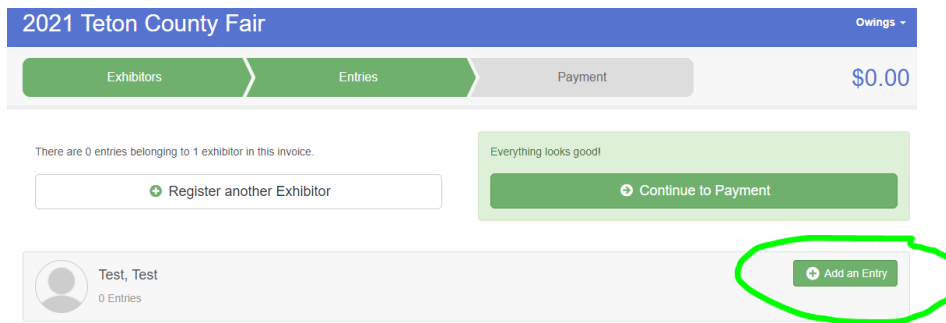 2021 Teton County Fair
Owings
Exhibitors
Entries
Payment
$0.00
There are 0 entries belonging to 1 exhibitor in this invoice.
Everything looks good!
Register another Exhibitor
Continue to Payment
Test, Test
Add an Entry
0 Entries